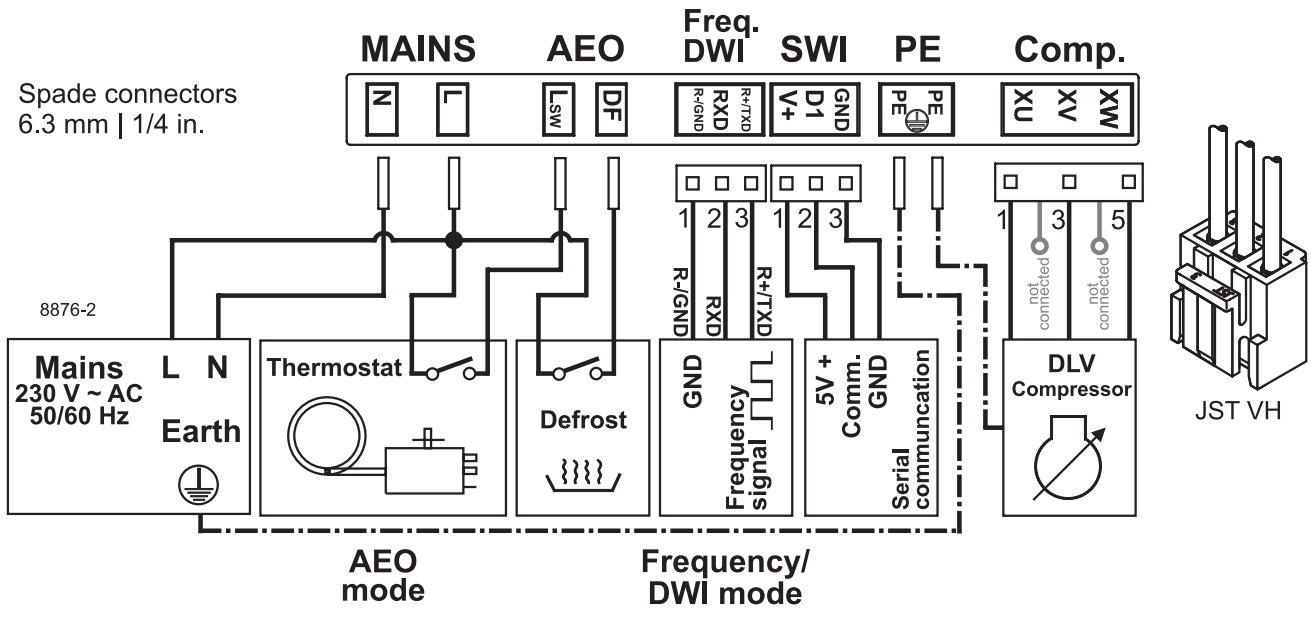 MAINS
AEO
Freq.
DWI
SWI
PE
Comp.
Spade connectors
6.3 mm | 1/4 in.
N
L
Lsw
DF
R-/GND
RXD
R+/TXD
V+
D1
GND
PE
PE
XU
XV
XW
1
2
3
1
2
3
1
3
5
not
connected
not
connected
R-/GND
RXD
R+/TXD
8876-2
Mains
230 V ~ AC
50/60 Hz
L
N
Earth
Thermostat
Defrost
GND
Frequency
signal
5V +
Comm.
GND
Serial
communcation
DLV
Compressor
JST VH
AEO
mode
Frequency/
DWI mode